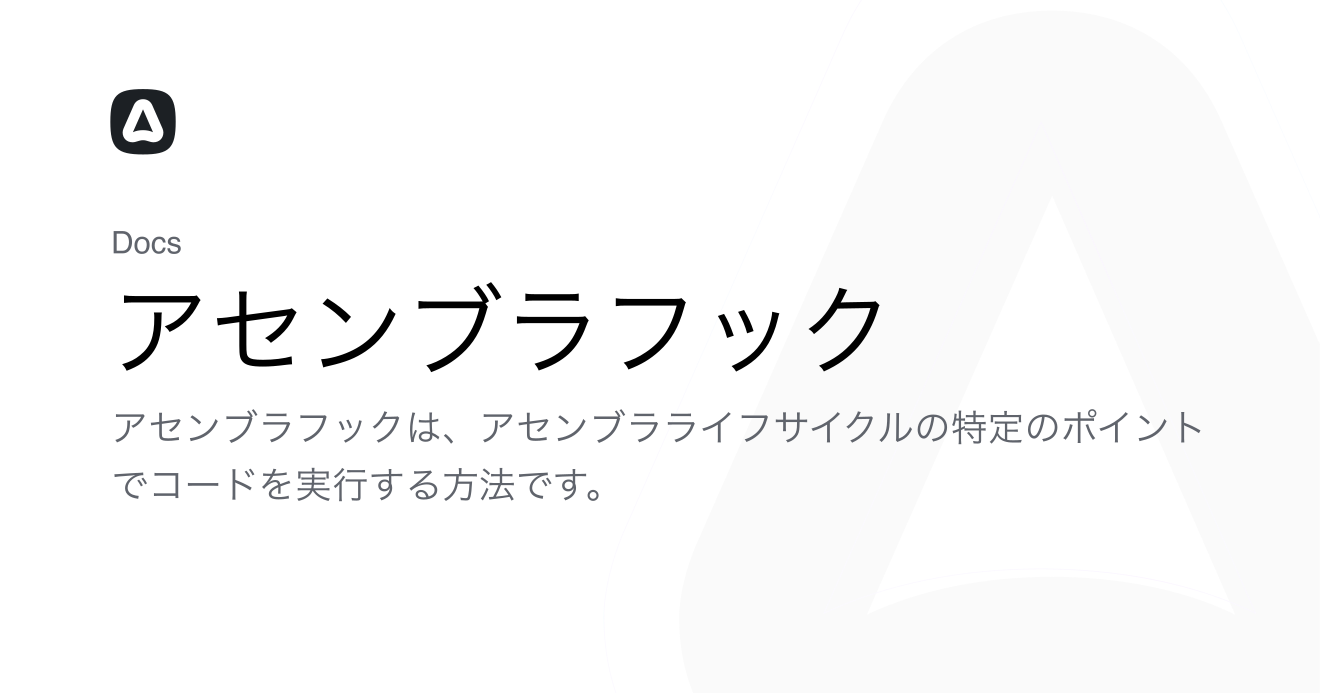 Docs
アセンブラフック
アセンブラフックは、アセンブラライフサイクルの特定のポイント
でコードを実行する方法です。